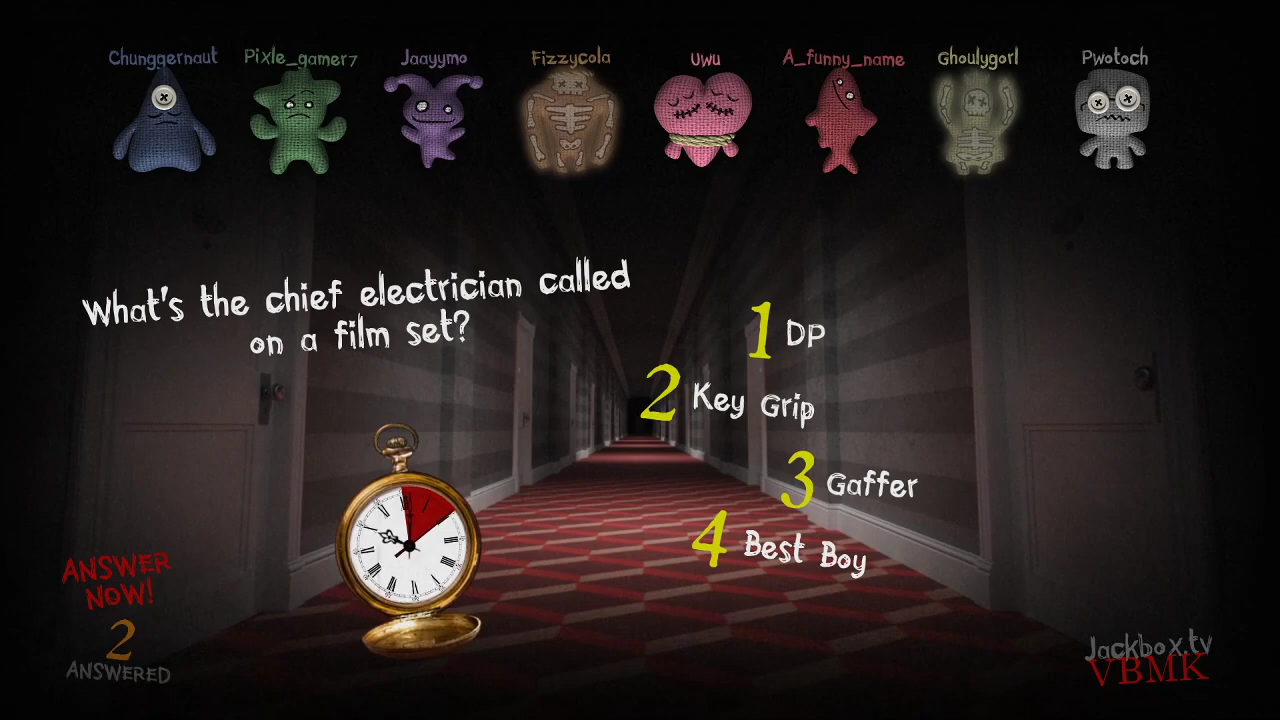 Chunggernaut Pixle_gamer7 Jaayymo Fizzycola Uwu A_funny_name Ghoulygorl Pwotoch
What's the chief electrician called
on a film set?
1 DP
2 Key Grip
3 Gaffer
4 Best Boy
ANSWER
NOW!
2
ANSWERED
Jackbox.tv
VBMK